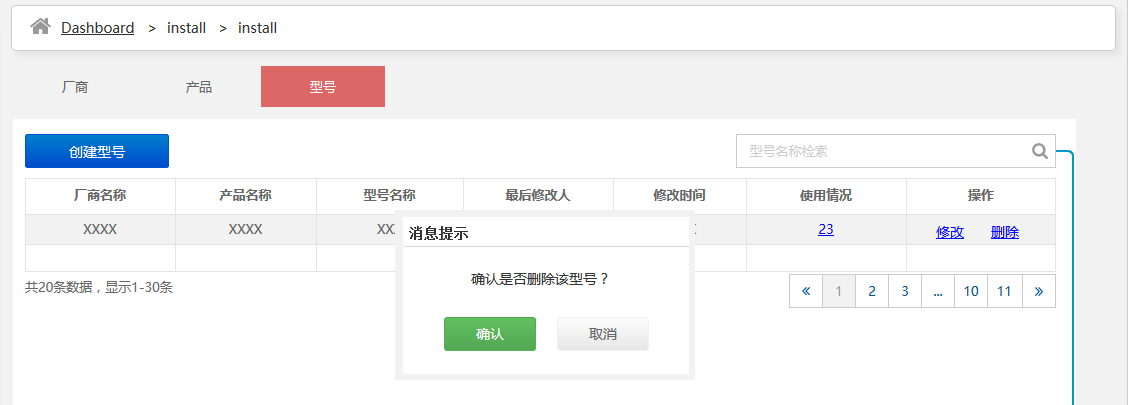 Dashboard > install > install
厂商 产品 型号
创建型号 型号名称检索
厂商名称 产品名称 型号名称 最后修改人 修改时间 使用情况 操作
XXXX XXXX XX 23 修改 删除
消息提示
确认是否删除该型号？
确认 取消
共20条数据，显示1-30条 « 1 2 3 ... 10 11 »